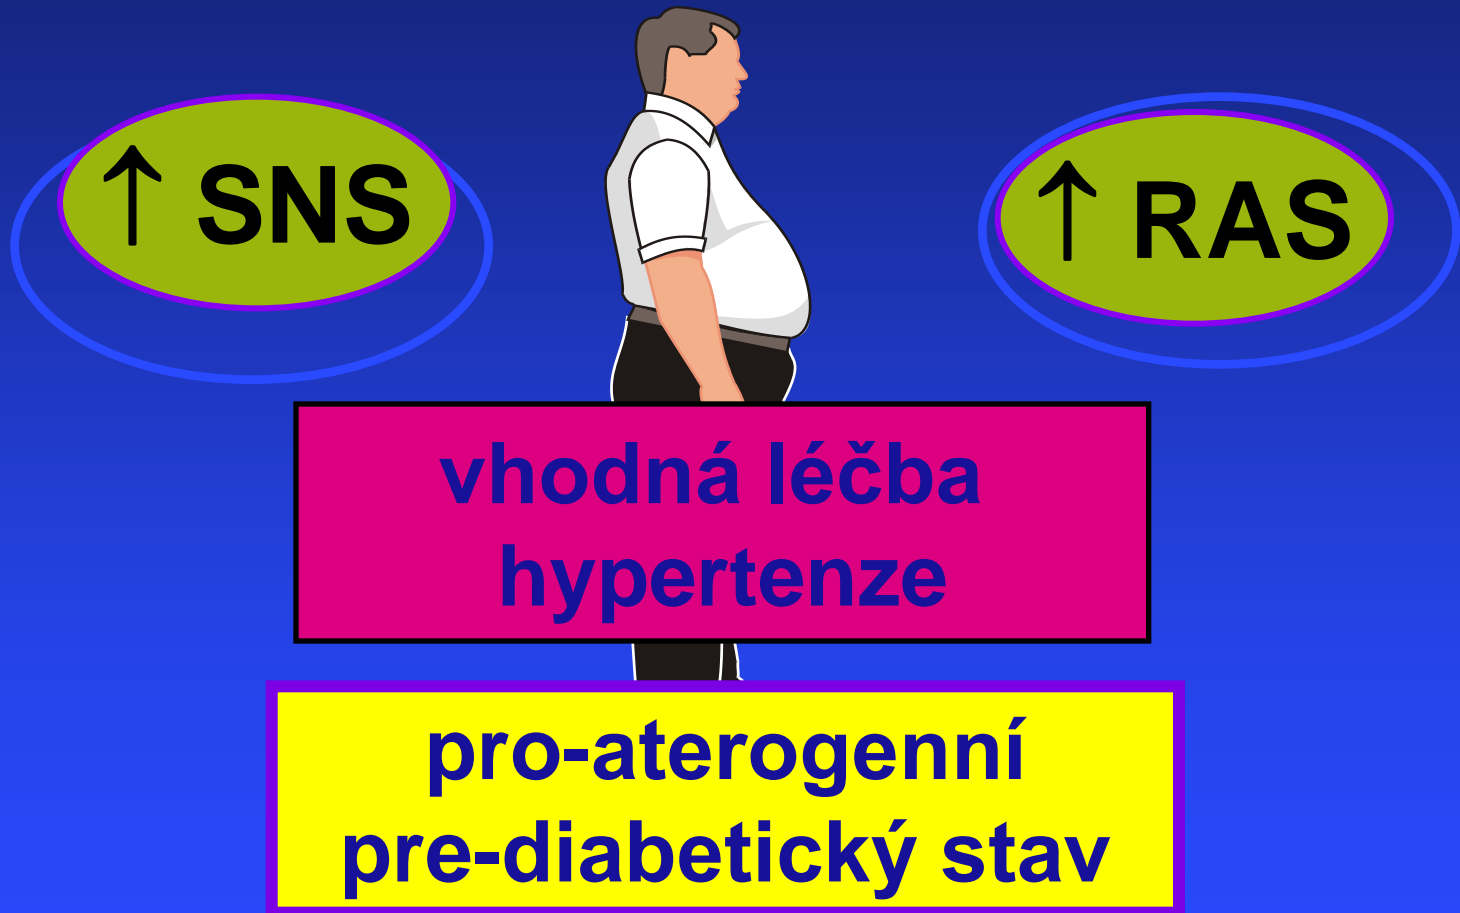 ↑ SNS
↑ RAS
vhodná léčba
hypertenze
pro-aterogenní
pre-diabetický stav